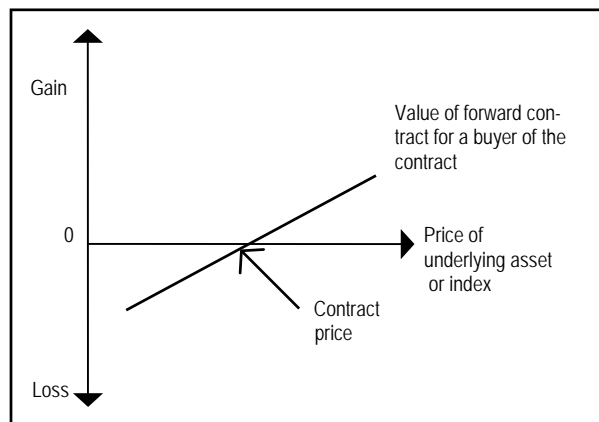 Gain
Value of forward con-
tract for a buyer of the
contract
0
Price of
underlying asset
or index
Contract
price
Loss